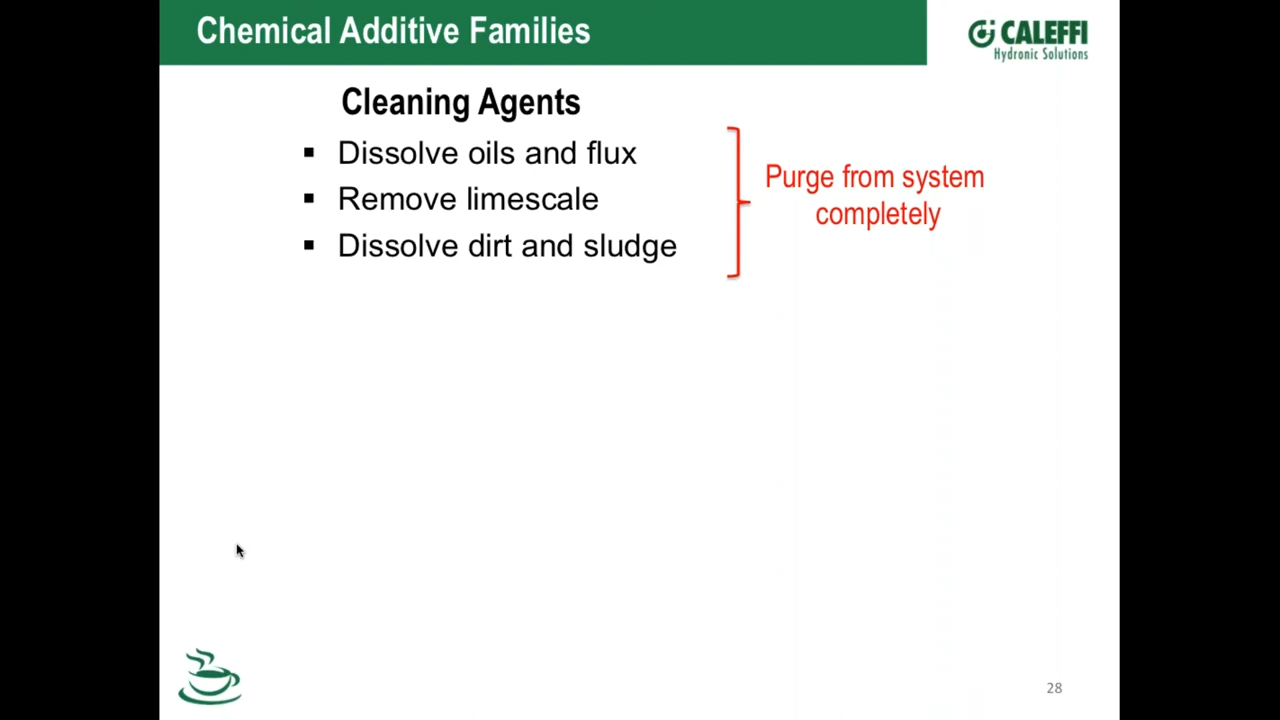 Chemical Additive Families
CALEFFI
Hydronic Solutions
Cleaning Agents
▪ Dissolve oils and flux
▪ Remove limescale
▪ Dissolve dirt and sludge
Purge from system
completely
28